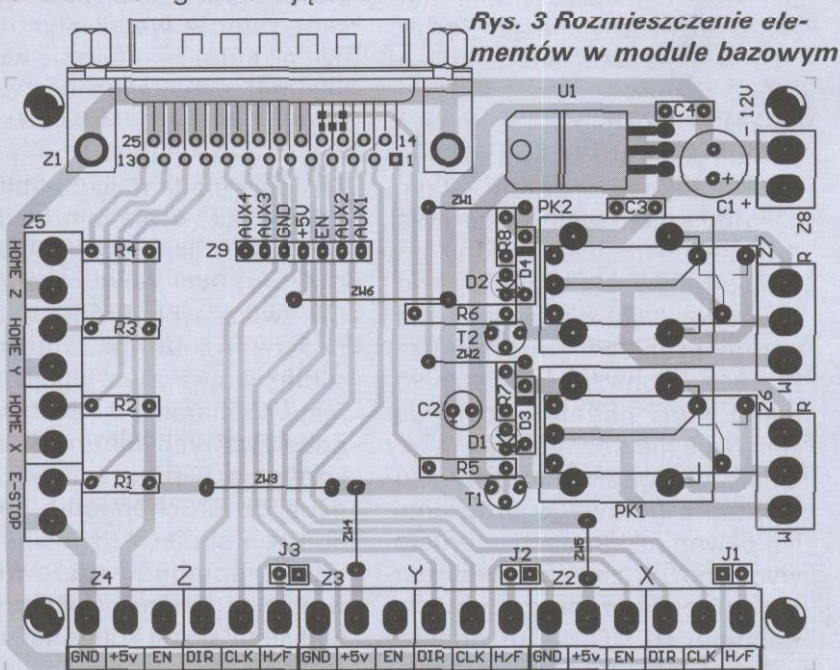 Rys. 3 Rozmieszczenie ele-
mentów w module bazowym
U1
C4
- 12V
Z1
25
14
13
1
C1 +
+
Z8
AUX4
AUX3
GND
+5V
EN
AUX2
AUX1
ZW1
PK2
C3
Z5
Z9
R8
D4
D2
Z7
R
HOME Z
R4
ZW6
R6
T2
HOME Y
R3
ZW2
W
HOME X
R2
C2
+
R7
D3
D1
Z6
R
E-STOP
R1
ZW3
R5
T1
PK1
W
ZW4
ZW5
J3
J2
J1
Z4
Z
Z3
Y
Z2
X
GND +5v EN DIR CLK H/F GND +5v EN DIR CLK H/F GND +5v EN DIR CLK H/F